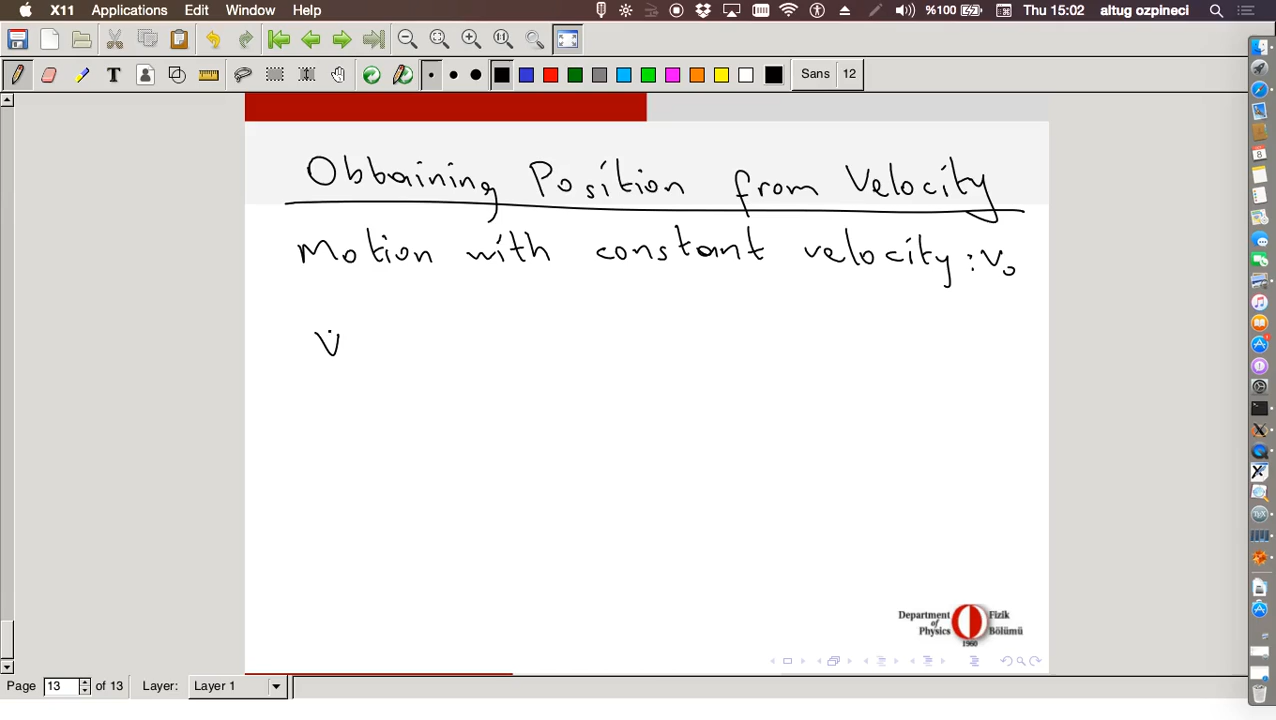 X11 Applications Edit Window Help %100 Thu 15:02 altug ozpineci
Sans 12
Obtaining Position from Velocity
Motion with constant velocity : v₀
V
Department of Physics Fizik Bölümü
1960
Page 13 of 13 Layer: Layer 1